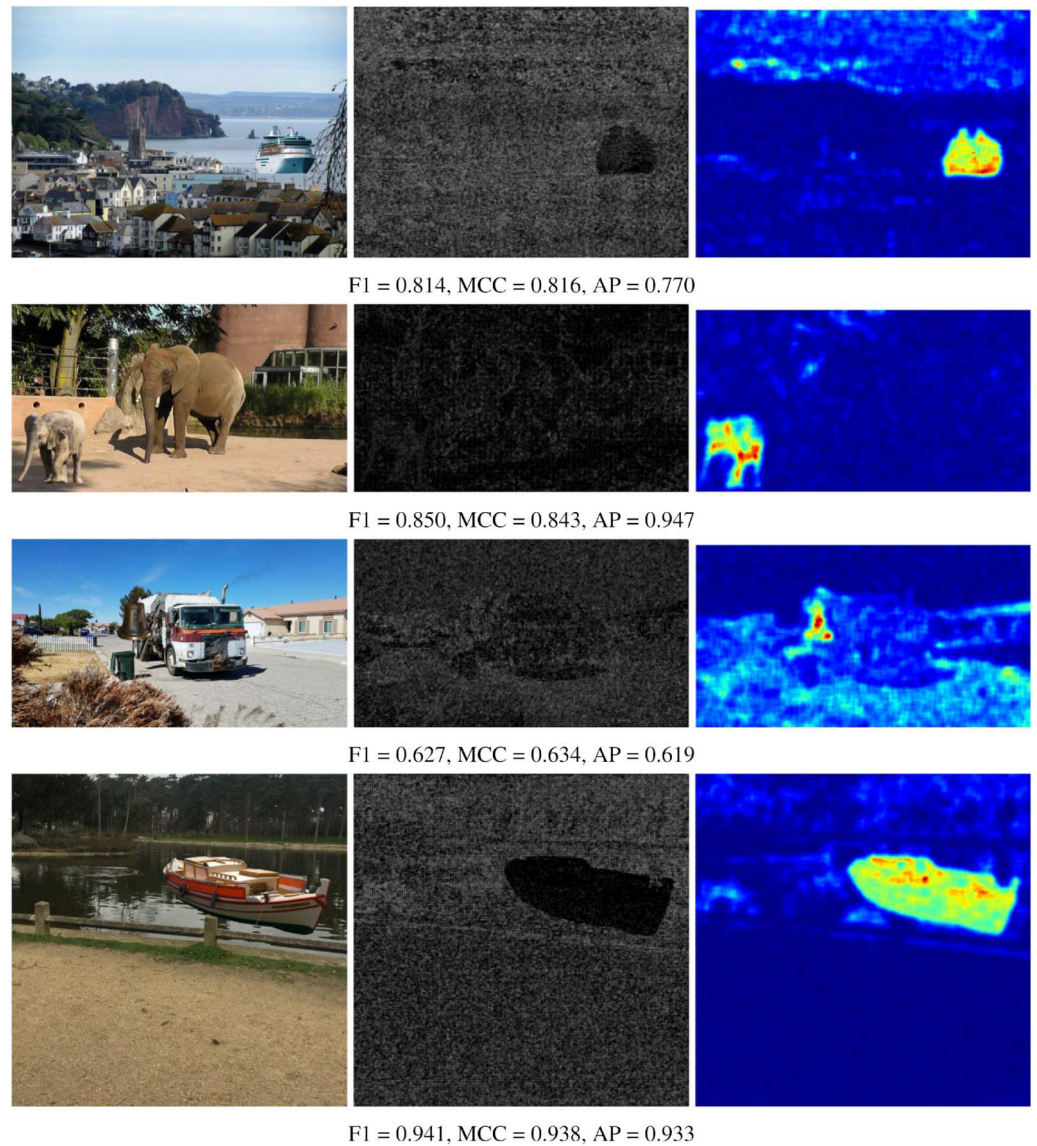 F1 = 0.814, MCC = 0.816, AP = 0.770
F1 = 0.850, MCC = 0.843, AP = 0.947
F1 = 0.627, MCC = 0.634, AP = 0.619
F1 = 0.941, MCC = 0.938, AP = 0.933